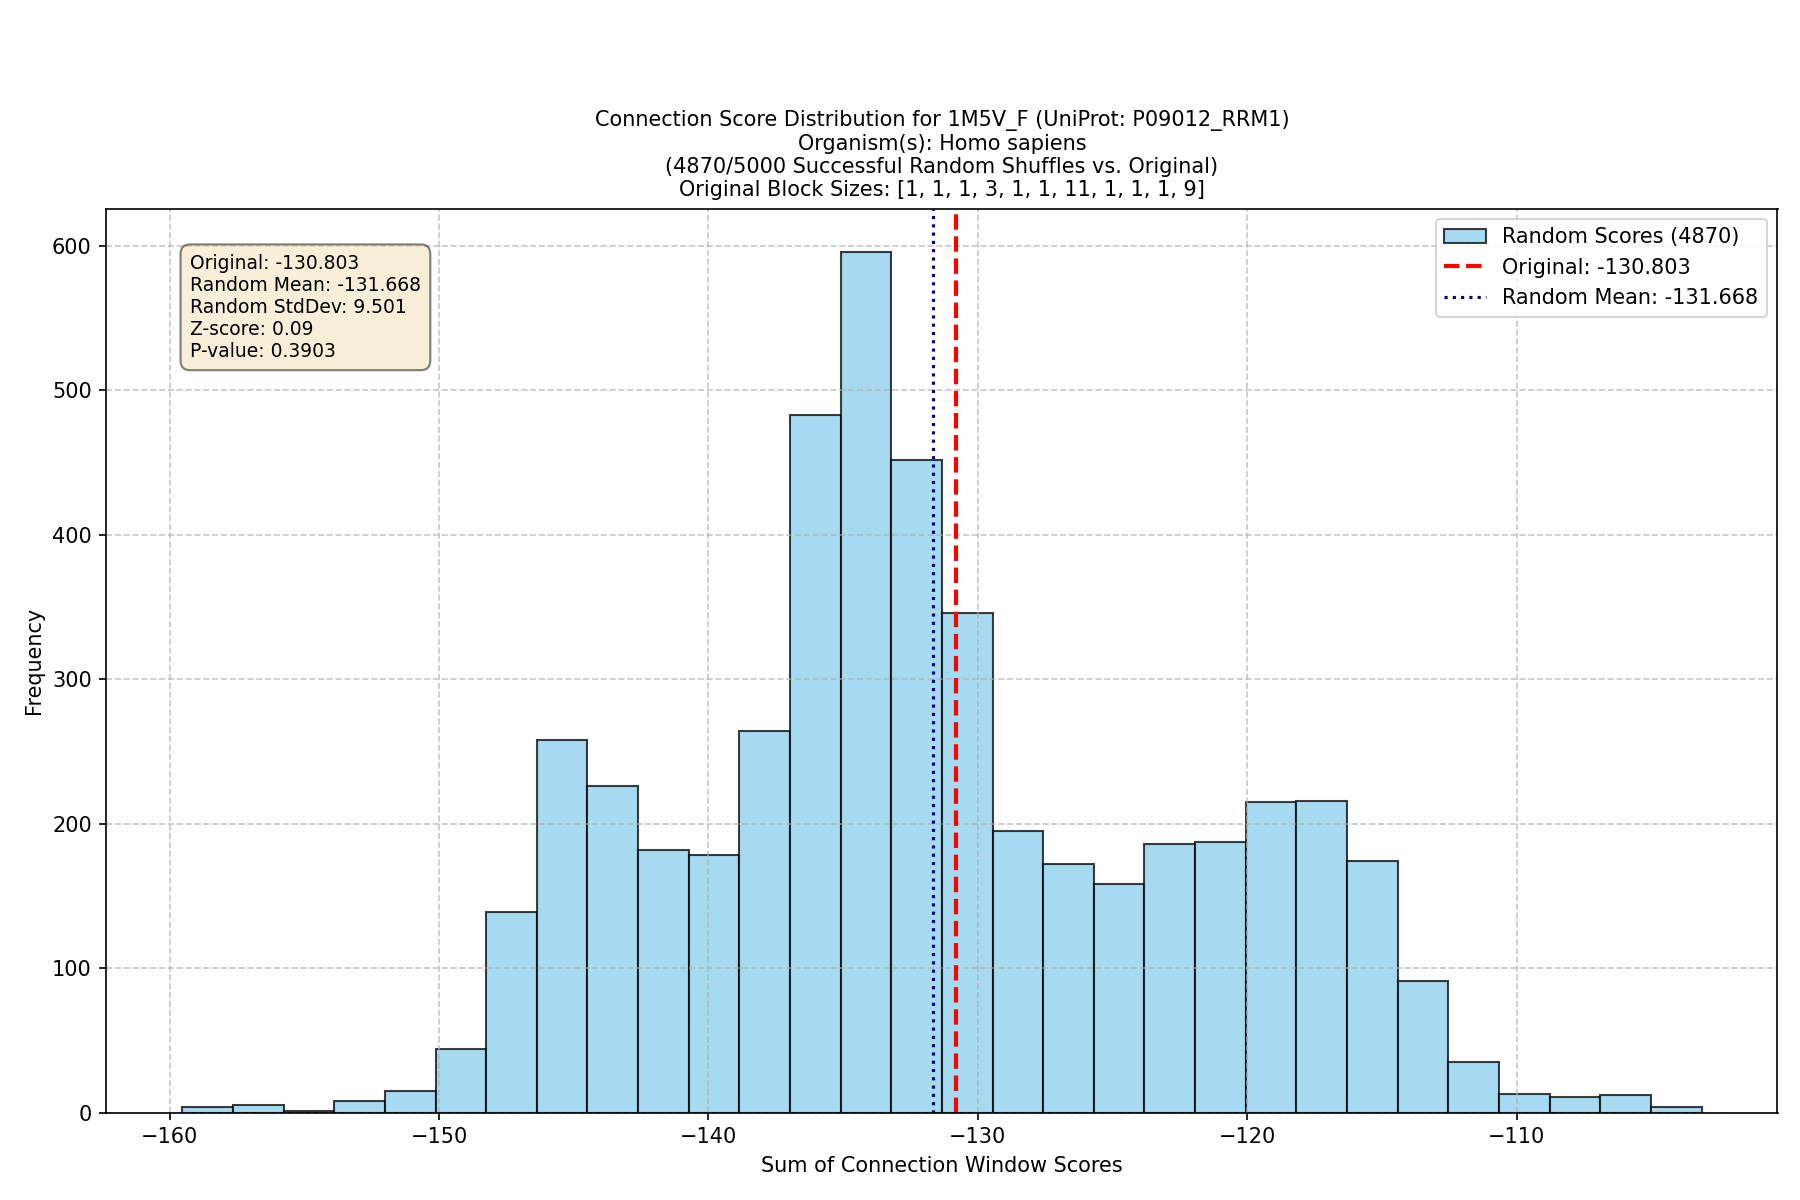 Connection Score Distribution for 1M5V_F (UniProt: P09012_RRM1)
Organism(s): Homo sapiens
(4870/5000 Successful Random Shuffles vs. Original)
Original Block Sizes: [1, 1, 1, 3, 1, 1, 11, 1, 1, 1, 9]
Original: -130.803
Random Mean: -131.668
Random StdDev: 9.501
Z-score: 0.09
P-value: 0.3903
Random Scores (4870)
Original: -130.803
Random Mean: -131.668
Frequency
600
500
400
300
200
100
0
−160
−150
−140
−130
−120
−110
Sum of Connection Window Scores